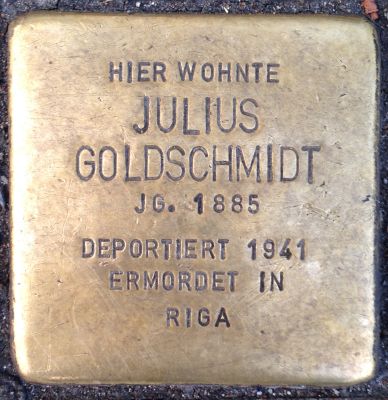 HIER WOHNTE
JULIUS
GOLDSCHMIDT
JG. 1885
DEPORTIERT 1941
ERMORDET IN
RIGA